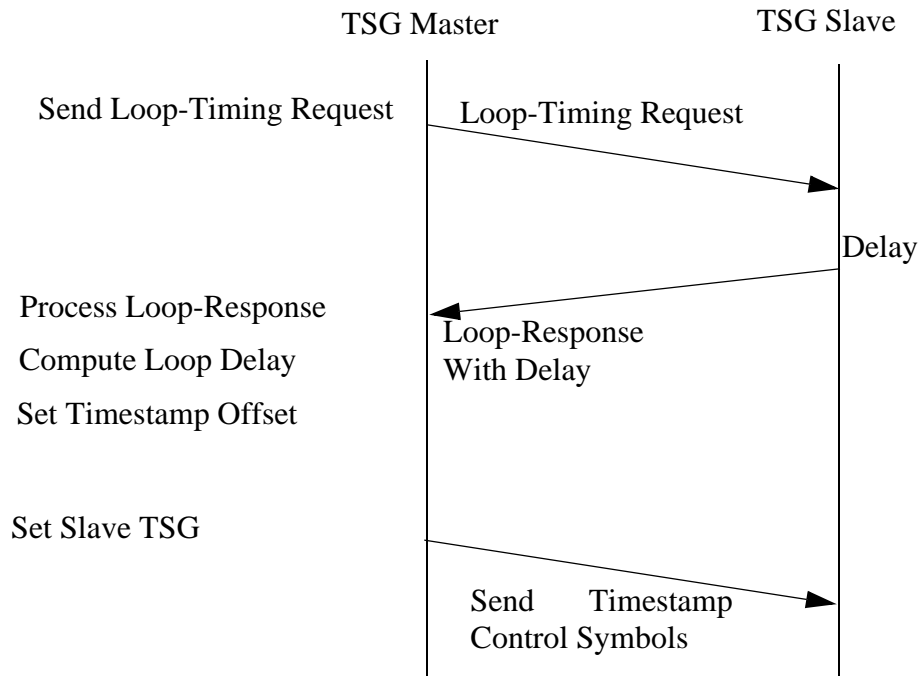 TSG Master
TSG Slave
Send Loop-Timing Request
Loop-Timing Request
Delay
Process Loop-Response
Loop-Response
With Delay
Compute Loop Delay
Set Timestamp Offset
Set Slave TSG
Send Timestamp
Control Symbols